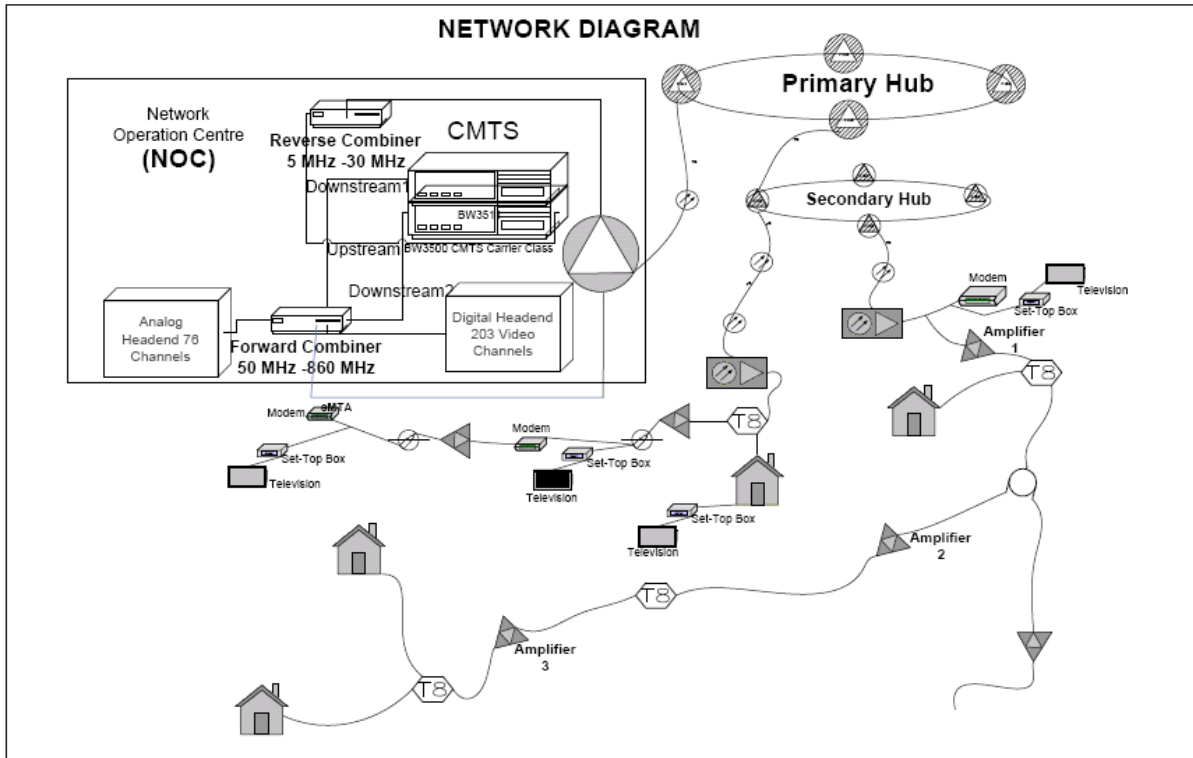 NETWORK DIAGRAM
Primary Hub
Network
Operation Centre
(NOC)
Reverse Combiner
5 MHz -30 MHz
CMTS
Downstream1
BW351
Upstream
BW3500 CMTS Carrier Class
Downstream2
Analog
Headend 76
Channels
Forward Combiner
50 MHz -860 MHz
Digital Headend
203 Video
Channels
Secondary Hub
Modem
Television
Set-Top Box
Amplifier
1
T8
eMTA
Modem
Set-Top Box
Television
Modem
Set-Top Box
Television
T8
Set-Top Box
Television
Amplifier
2
T8
Amplifier
3
T8